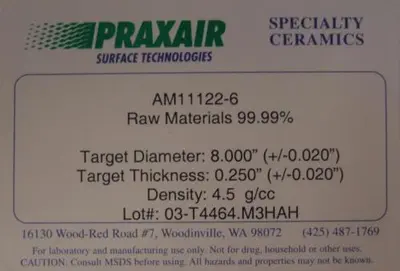 PRAXAIR
SURFACE TECHNOLOGIES
SPECIALTY
CERAMICS
AM11122-6
Raw Materials 99.99%
Target Diameter: 8.000" (+/-0.020")
Target Thickness: 0.250" (+/-0.020")
Density: 4.5 g/cc
Lot#: 03-T4464.M3HAH
16130 Wood-Red Road #7, Woodinville, WA 98072 (425) 487-1769
For laboratory and manufacturing use only. Not for drug, household or other uses.
CAUTION: Consult MSDS before using. All hazards and properties may not be known.